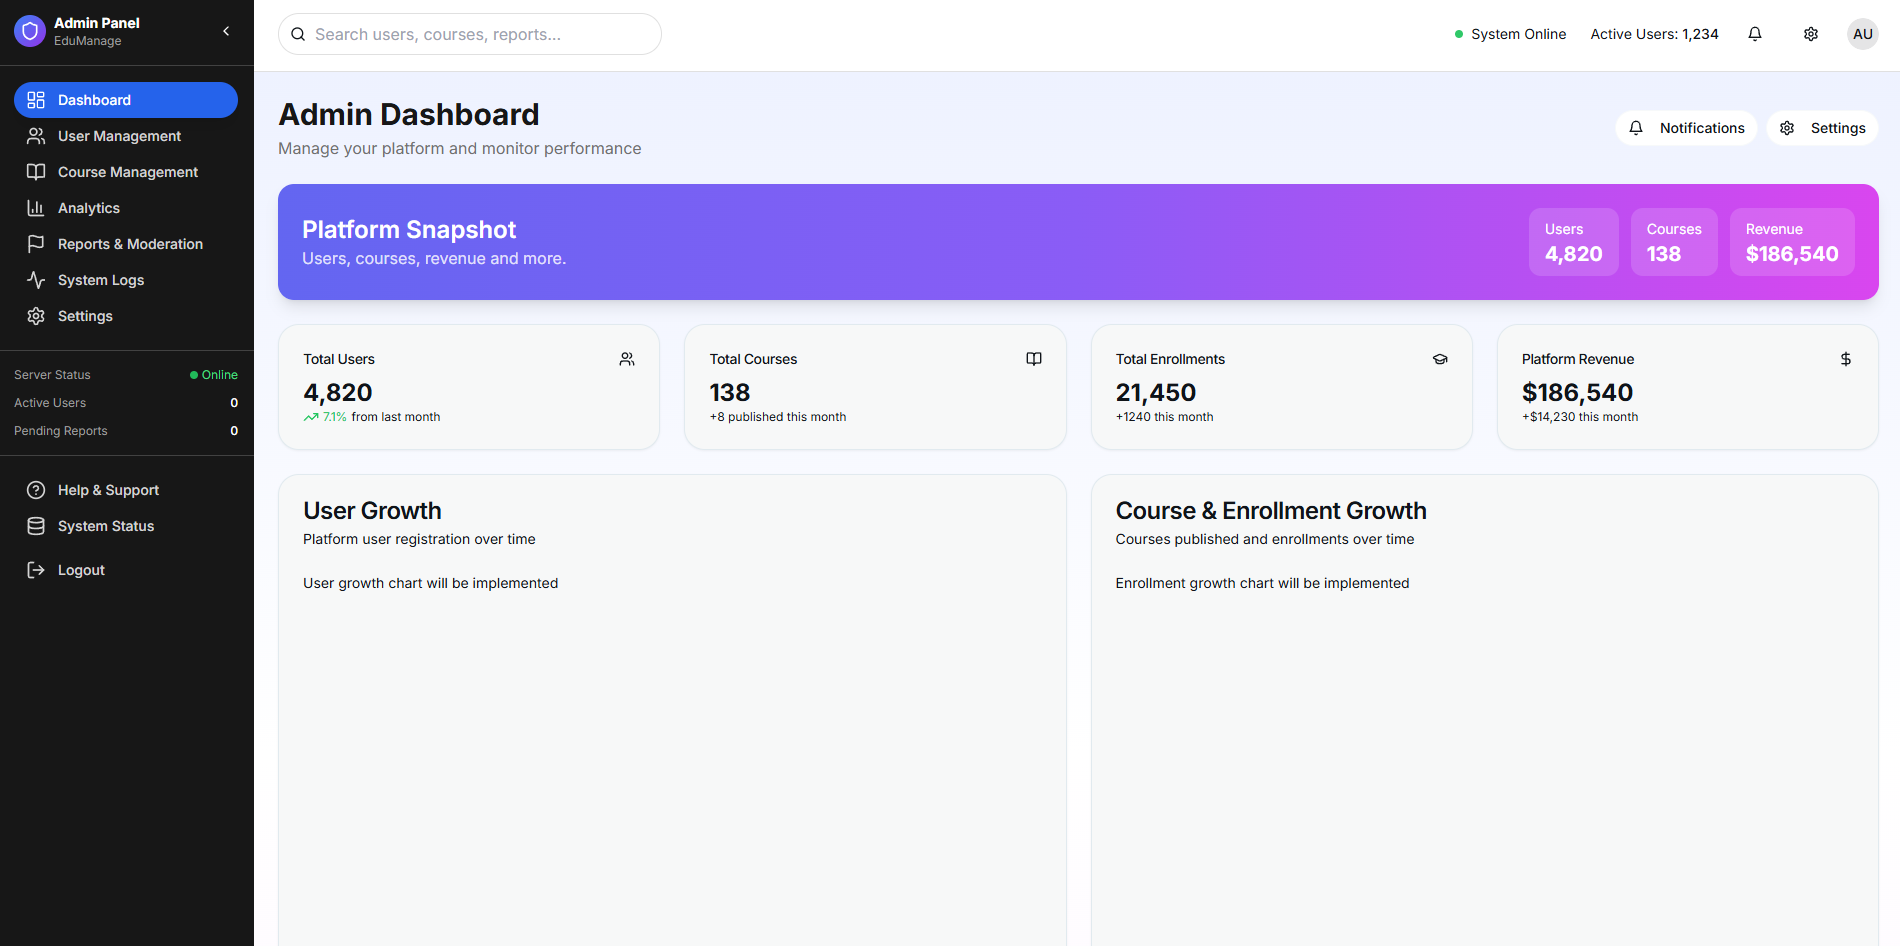 Admin Panel
EduManage
Dashboard
User Management
Course Management
Analytics
Reports & Moderation
System Logs
Settings
Server Status
Online
Active Users
0
Pending Reports
0
Help & Support
System Status
Logout
Search users, courses, reports...
System Online
Active Users: 1,234
AU
Admin Dashboard
Manage your platform and monitor performance
Notifications
Settings
Platform Snapshot
Users, courses, revenue and more.
Users
4,820
Courses
138
Revenue
$186,540
Total Users
4,820
7.1% from last month
Total Courses
138
+8 published this month
Total Enrollments
21,450
+1240 this month
Platform Revenue
$186,540
+$14,230 this month
User Growth
Platform user registration over time
User growth chart will be implemented
Course & Enrollment Growth
Courses published and enrollments over time
Enrollment growth chart will be implemented